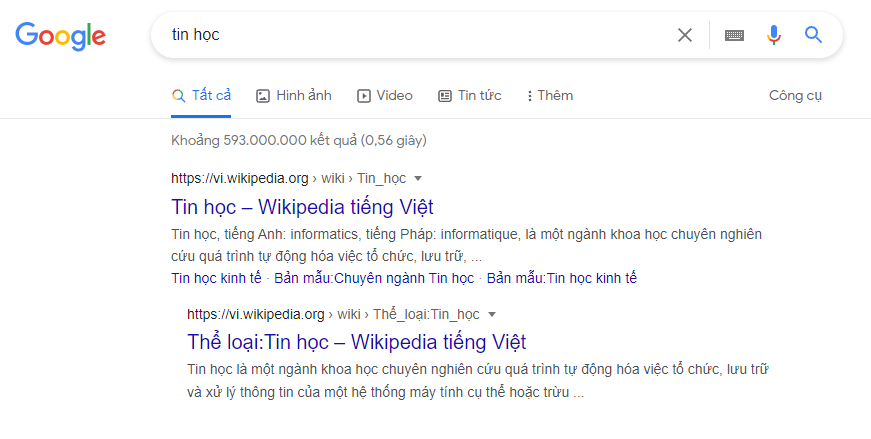 Google
tin học
Tất cả Hình ảnh Video Tin tức Thêm Công cụ
Khoảng 593.000.000 kết quả (0,56 giây)
https://vi.wikipedia.org › wiki › Tin_học
Tin học – Wikipedia tiếng Việt
Tin học, tiếng Anh: informatics, tiếng Pháp: informatique, là một ngành khoa học chuyên nghiên
cứu quá trình tự động hóa việc tổ chức, lưu trữ, ...
Tin học kinh tế · Bản mẫu:Chuyên ngành Tin học · Bản mẫu:Tin học kinh tế
https://vi.wikipedia.org › wiki › Thể_loại:Tin_học
Thể loại:Tin học – Wikipedia tiếng Việt
Tin học là một ngành khoa học chuyên nghiên cứu quá trình tự động hóa việc tổ chức, lưu trữ
và xử lý thông tin của một hệ thống máy tính cụ thể hoặc trừu ...